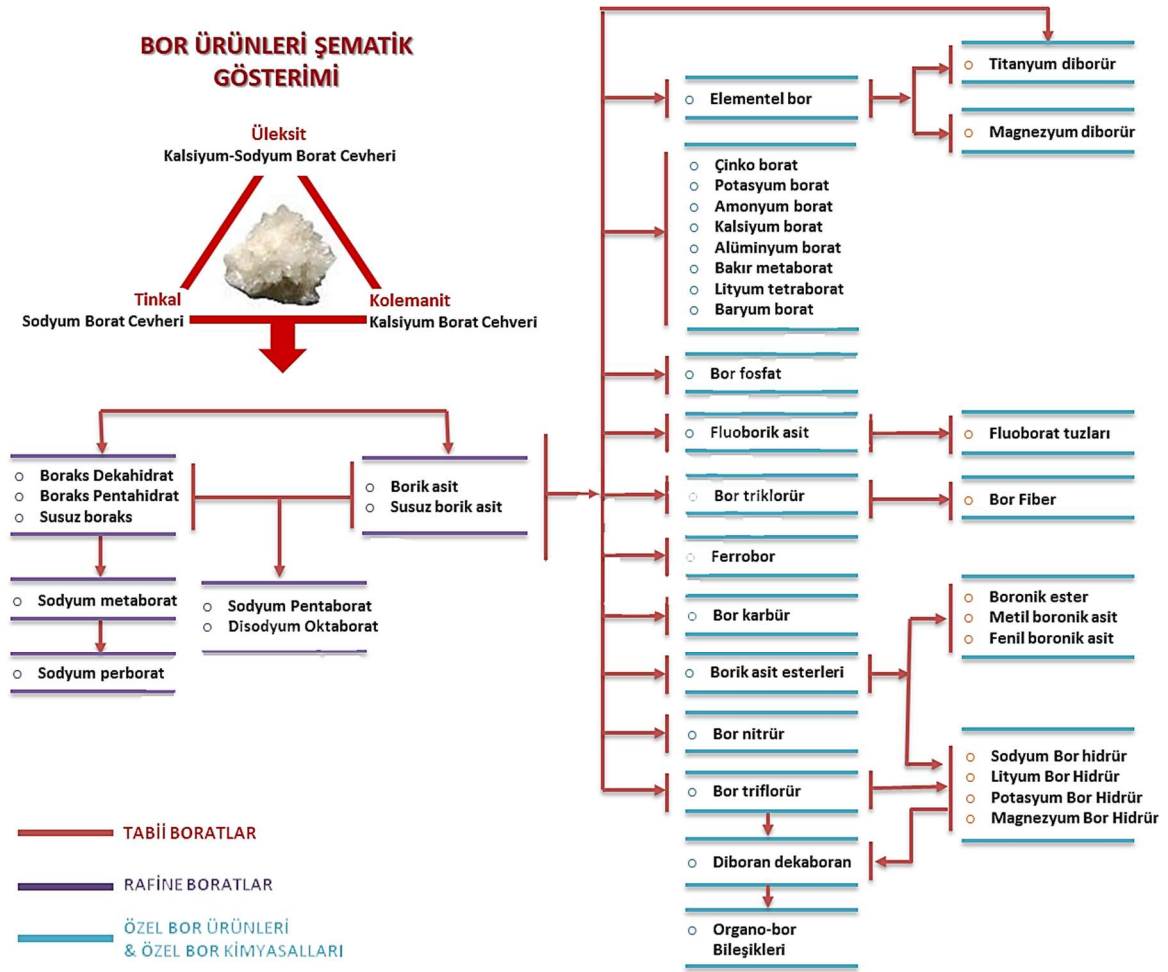 BOR ÜRÜNLERİ ŞEMATİK
GÖSTERİMİ
Üleksit
Kalsiyum-Sodyum Borat Cevheri
Tinkal
Sodyum Borat Cevheri
Kolemanit
Kalsiyum Borat Cehveri
Boraks Dekahidrat
Boraks Pentahidrat
Susuz boraks
Borik asit
Susuz borik asit
Sodyum metaborat
Sodyum Pentaborat
Disodyum Oktaborat
Sodyum perborat
Elementel bor
Titanyum diborür
Magnezyum diborür
Çinko borat
Potasyum borat
Amonyum borat
Kalsiyum borat
Alüminyum borat
Bakır metaborat
Lityum tetraborat
Baryum borat
Bor fosfat
Fluoborik asit
Fluoborat tuzları
Bor triklorür
Bor Fiber
Ferrobor
Bor karbür
Boronik ester
Metil boronik asit
Fenil boronik asit
Borik asit esterleri
Bor nitrür
Bor triflorür
Sodyum Bor hidrür
Lityum Bor Hidrür
Potasyum Bor Hidrür
Magnezyum Bor Hidrür
Diboran dekaboran
Organo-bor
Bileşikleri
TABİİ BORATLAR
RAFİNE BORATLAR
ÖZEL BOR ÜRÜNLERİ
& ÖZEL BOR KİMYASALLARI